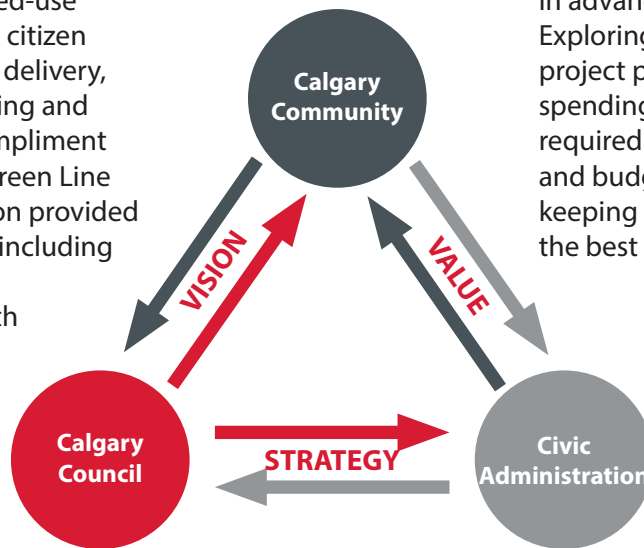 ed-use
citizen
delivery,
ing and
mpliment
reen Line
on provided
including
th
in advan
Exploring
project p
spending
required
and budg
keeping
the best
Calgary
Community
VISION
VALUE
Calgary
Council
STRATEGY
Civic
Administration